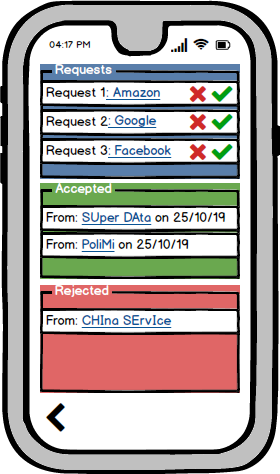 04:17 PM
Requests
Request 1: Amazon
Request 2: Google
Request 3: Facebook
Accepted
From: SUper DAta on 25/10/19
From: PoliMi on 25/10/19
Rejected
From: CHIna SErvIce